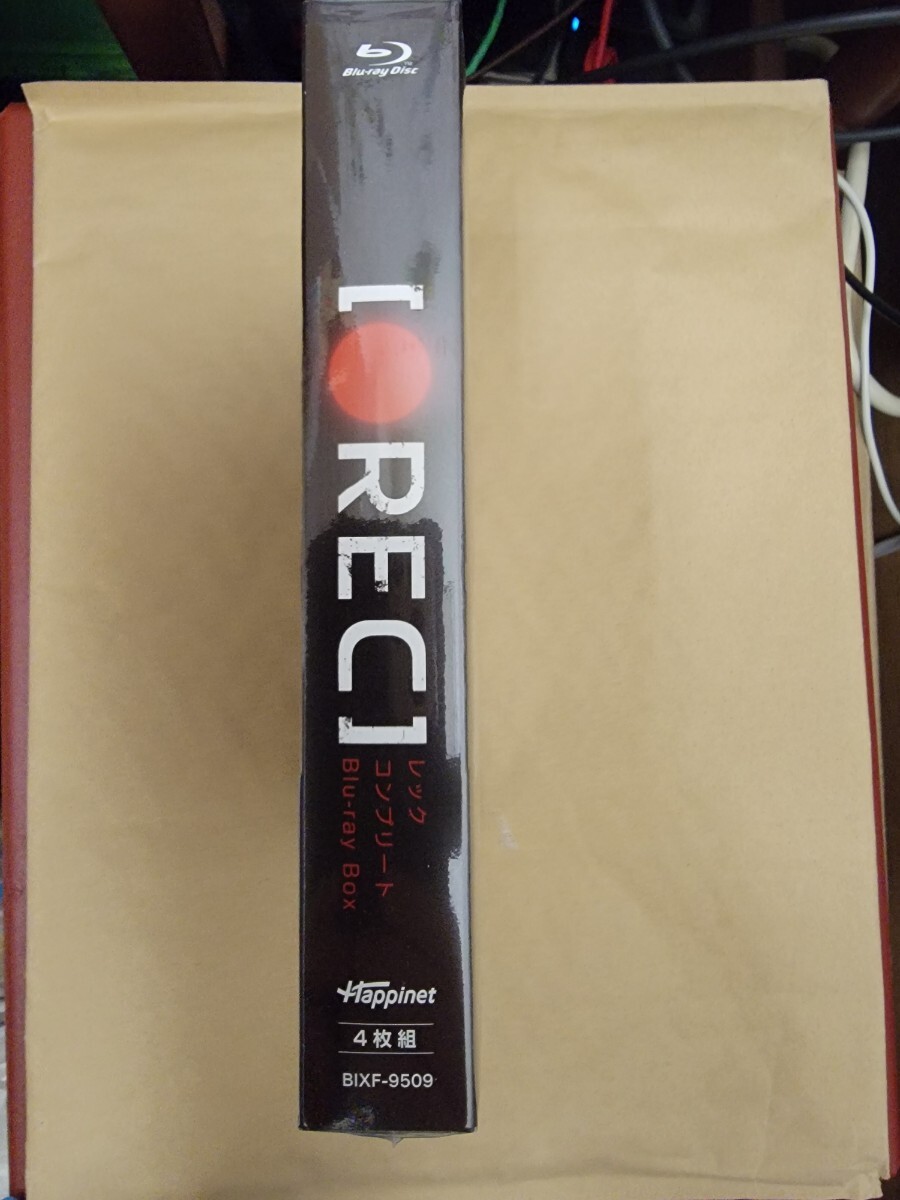 Blu-ray Disc™
[●REC]
レック
コンプリート
Blu-ray Box
Happinet
4枚組
BIXF-9509